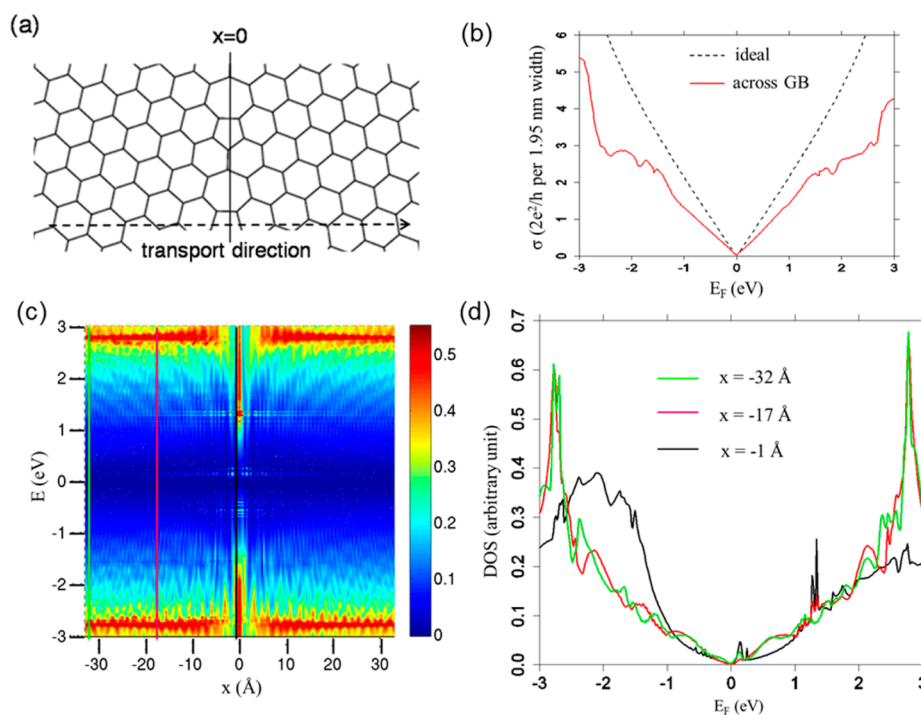 (a)
x=0
transport direction
(b)
6
5
4
3
2
1
0
σ (2e²/h per 1.95 nm width)
ideal
across GB
-3 -2 -1 0 1 2 3
E_F (eV)
(c)
3
2
1
0
-1
-2
-3
E (eV)
-30 -20 -10 0 10 20 30
x (Å)
0.5
0.4
0.3
0.2
0.1
0
(d)
0.7
0.6
0.5
0.4
0.3
0.2
0.1
0.0
DOS (arbitrary unit)
x = -32 Å
x = -17 Å
x = -1 Å
-3 -2 -1 0 1 2 3
E_F (eV)